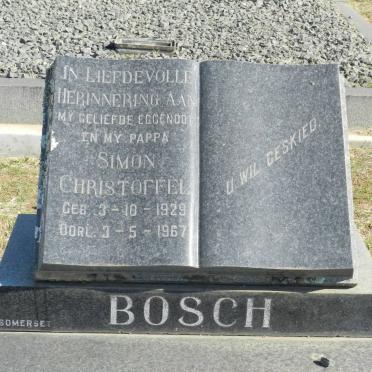 IN LIEFDEVOLLE
HERINNERING AAN
MY GELIEFDE EGGENOOT
EN MY PAPPA
SIMON
CHRISTOFFEL
GEB. 3-10-1929
OORL. 3-5-1967
U WIL GESKIED.
BOSCH
SOMERSET